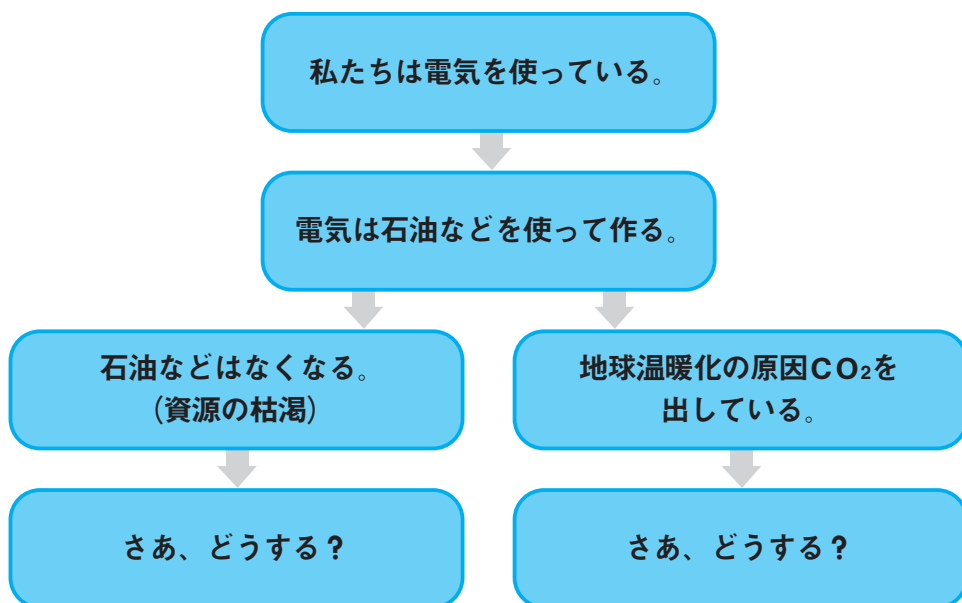 私たちは電気を使っている。
電気は石油などを使って作る。
石油などはなくなる。
(資源の枯渇)
地球温暖化の原因CO₂を
出している。
さあ、どうする?
さあ、どうする?